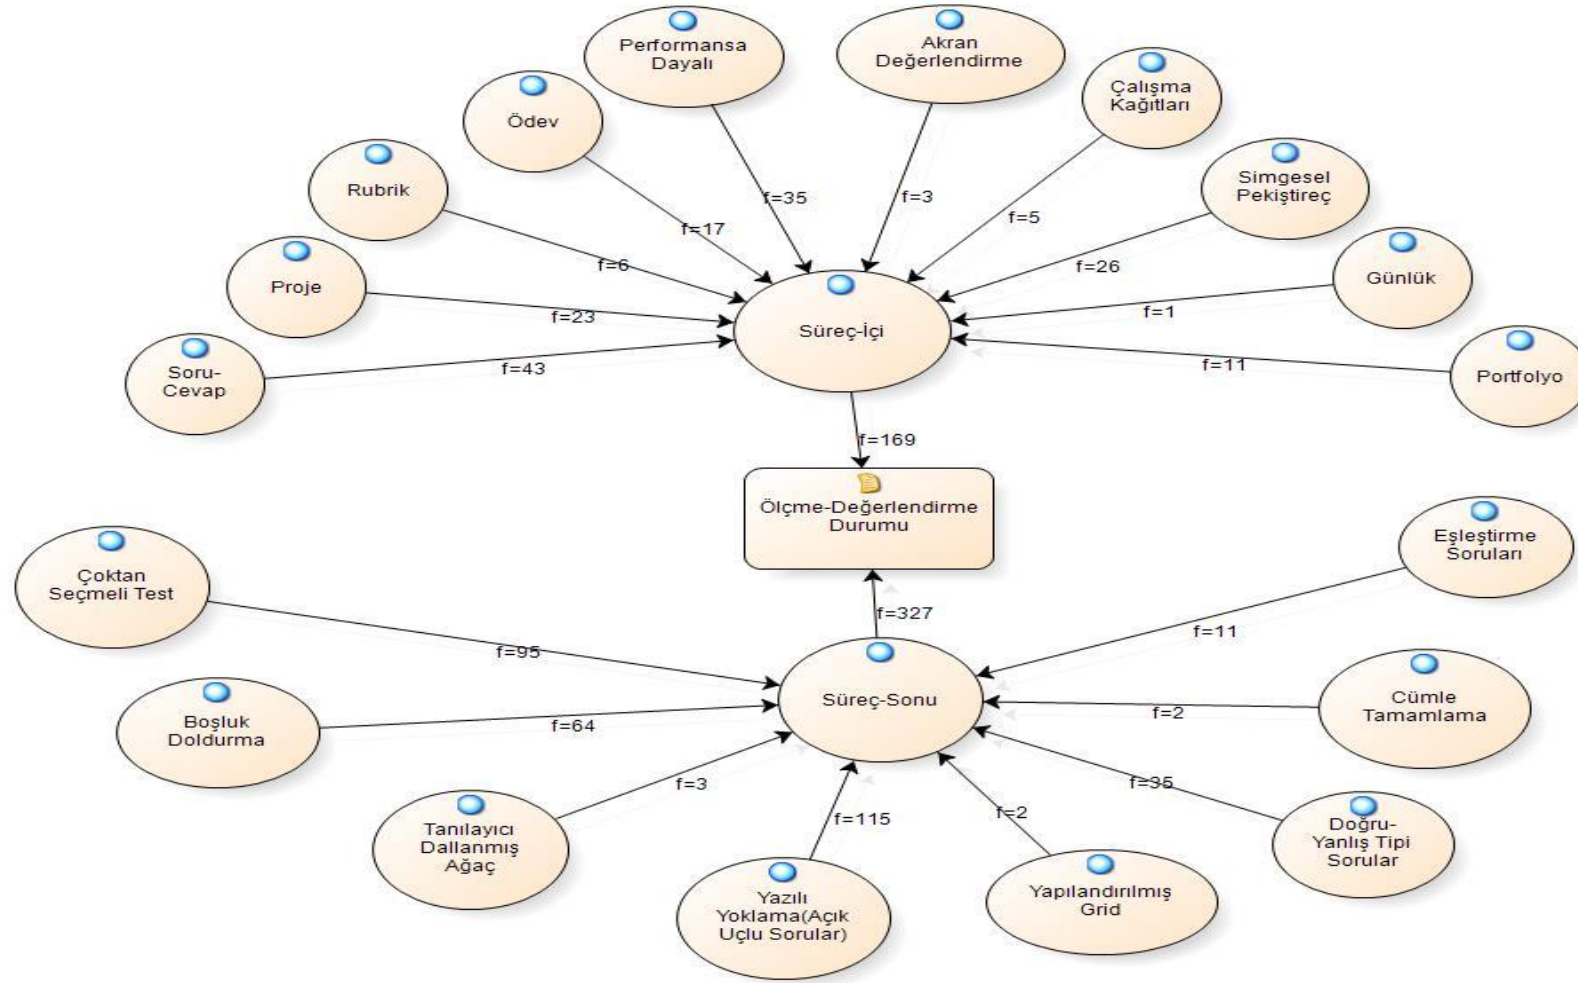 Performansa
Dayalı
Akran
Değerlendirme
Çalışma
Kağıtları
Ödev
Simgesel
Pekiştireç
Rubrik
Günlük
Proje
Portfolyo
Soru-
Cevap
f=35
f=3
f=5
f=17
f=26
f=6
f=1
f=23
f=43
f=11
Süreç-İçi
f=169
Ölçme-Değerlendirme
Durumu
f=327
Süreç-Sonu
Çoktan
Seçmeli Test
f=95
Eşleştirme
Soruları
f=11
Boşluk
Doldurma
f=64
Cümle
Tamamlama
f=2
Tanılayıcı
Dallanmış
Ağaç
f=3
Yazılı
Yoklama(Açık
Uçlu Sorular)
f=115
Yapılandırılmış
Grid
f=2
Doğru-
Yanlış Tipi
Sorular
f=35